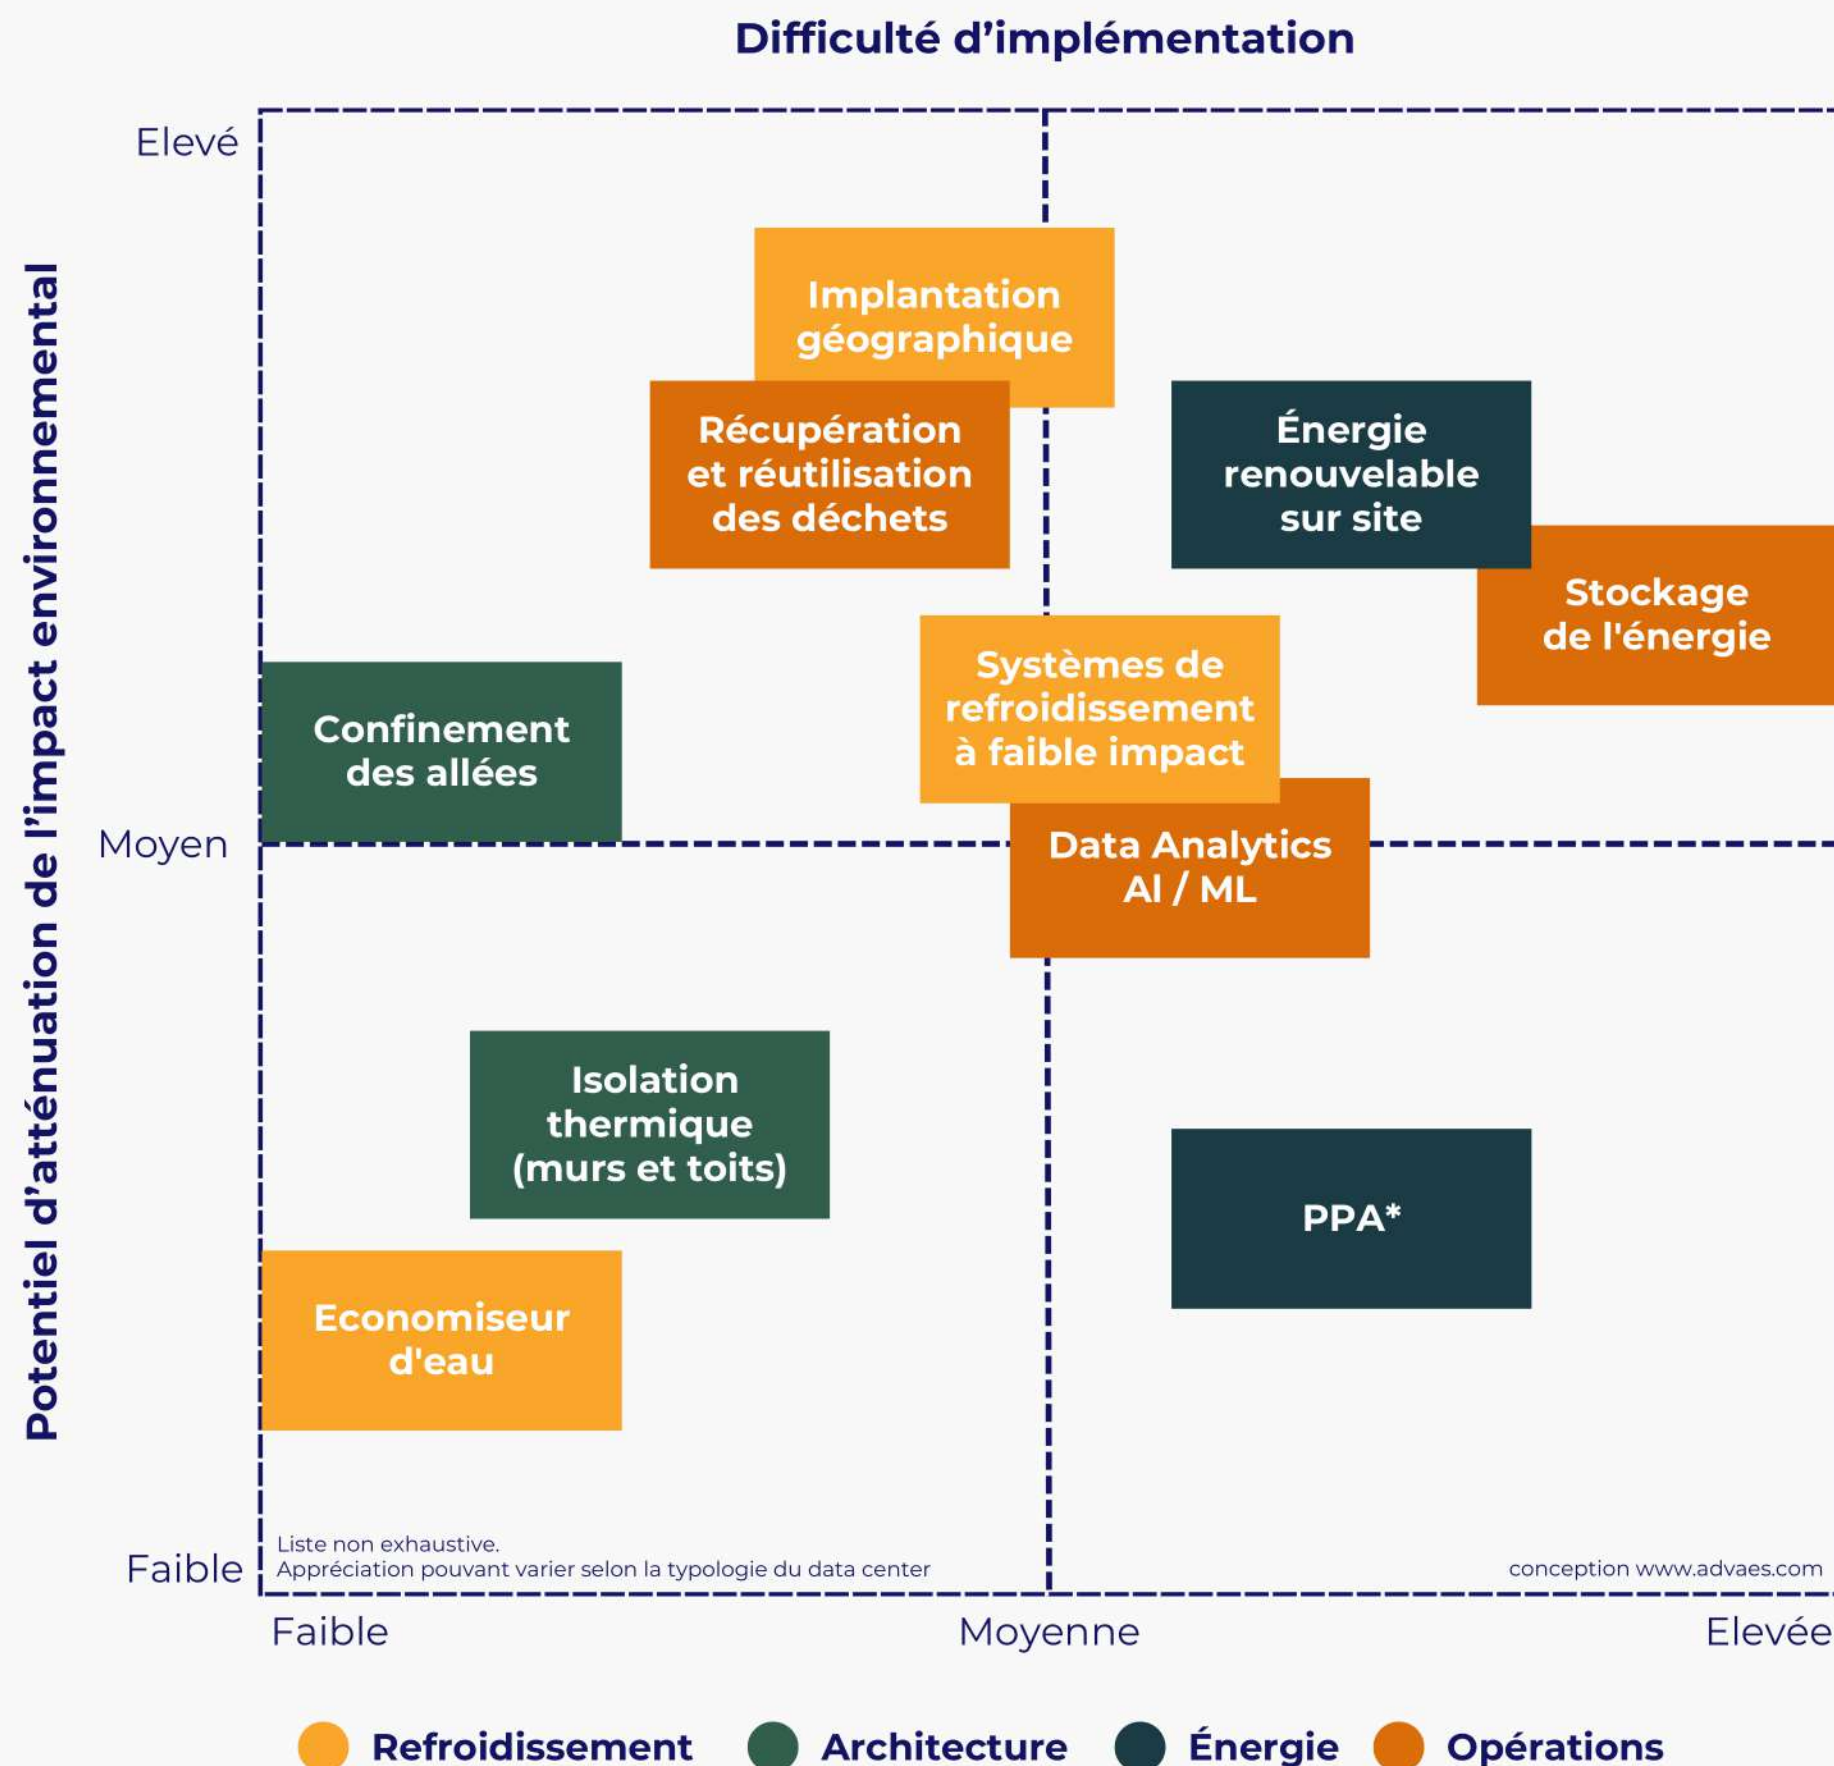 Difficulté d'implémentation
Potentiel d'atténuation de l'impact environnemental
Elevé
Implantation
géographique
Récupération
et réutilisation
des déchets
Énergie
renouvelable
sur site
Stockage
de l'énergie
Systèmes de
refroidissement
à faible impact
Confinement
des allées
Moyen
Data Analytics
AI / ML
Isolation
thermique
(murs et toits)
PPA*
Economiseur
d'eau
Liste non exhaustive.
Appréciation pouvant varier selon la typologie du data center
conception www.advaes.com
Faible
Faible
Moyenne
Elevée
Refroidissement
Architecture
Énergie
Opérations